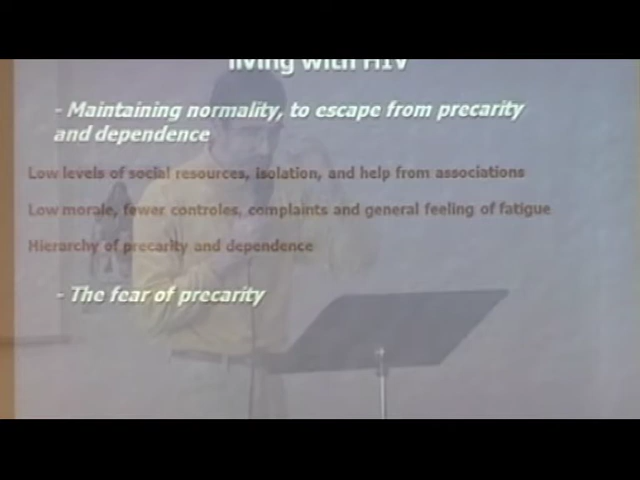 living with HIV
- Maintaining normality, to escape from precarity
and dependence
Low levels of social resources, isolation, and help from associations
Low morale, fewer controles, complaints and general feeling of fatigue
Hierarchy of precarity and dependence
- The fear of precarity